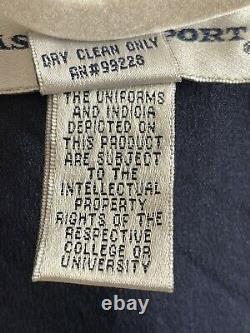 AS PORT
DRY CLEAN ONLY
RN#99228
THE UNIFORMS
AND INDICIA
DEPICTED ON
THIS PRODUCT
ARE SUBJECT
TO THE
INTELLECTUAL
PROPERTY
RIGHTS OF THE
RESPECTIVE
COLLEGE OR
UNIVERSITY